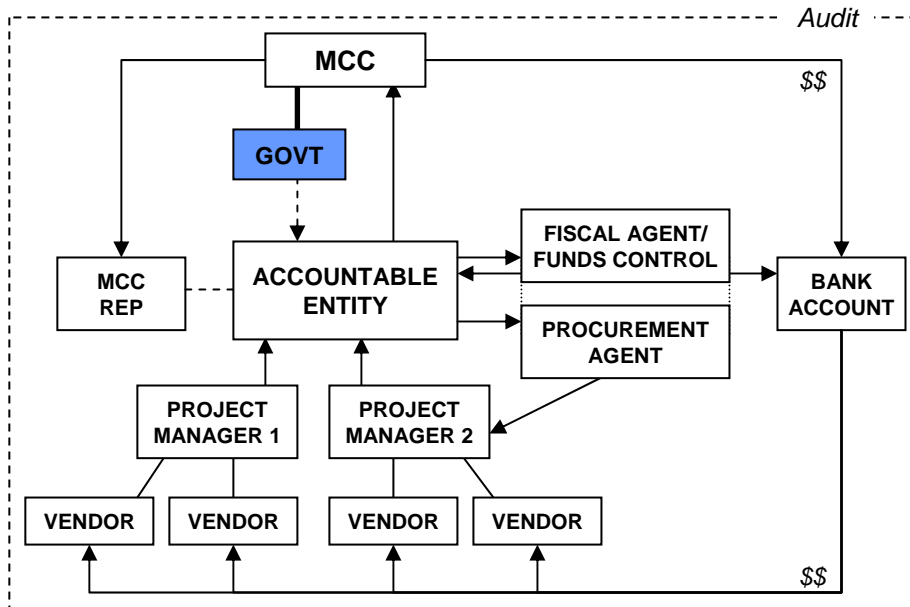 Audit
MCC
$$
GOVT
FISCAL AGENT/
FUNDS CONTROL
MCC
REP
ACCOUNTABLE
ENTITY
BANK
ACCOUNT
PROCUREMENT
AGENT
PROJECT
MANAGER 1
PROJECT
MANAGER 2
VENDOR
VENDOR
VENDOR
VENDOR
$$